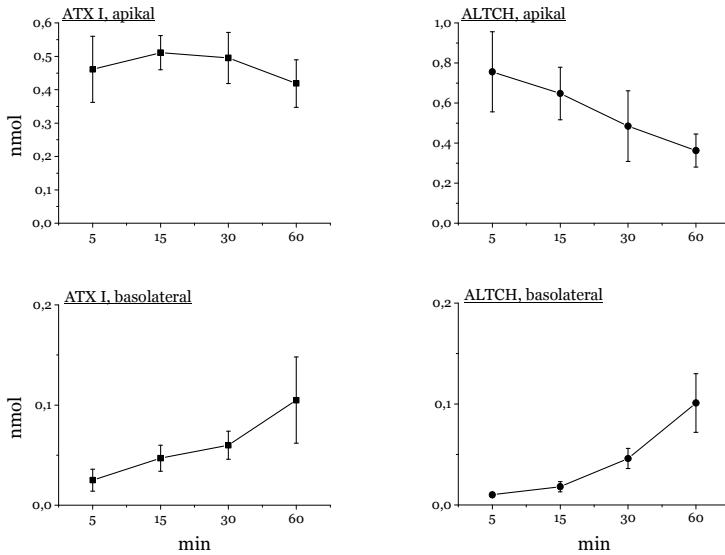 ATX I, apikal
0,6
0,5
0,4
0,3
0,2
0,1
0,0
nmol
5 15 30 60
ALTCH, apikal
1,0
0,8
0,6
0,4
0,2
0,0
5 15 30 60
ATX I, basolateral
0,2
0,1
0,0
nmol
5 15 30 60
min
ALTCH, basolateral
0,2
0,1
0,0
5 15 30 60
min